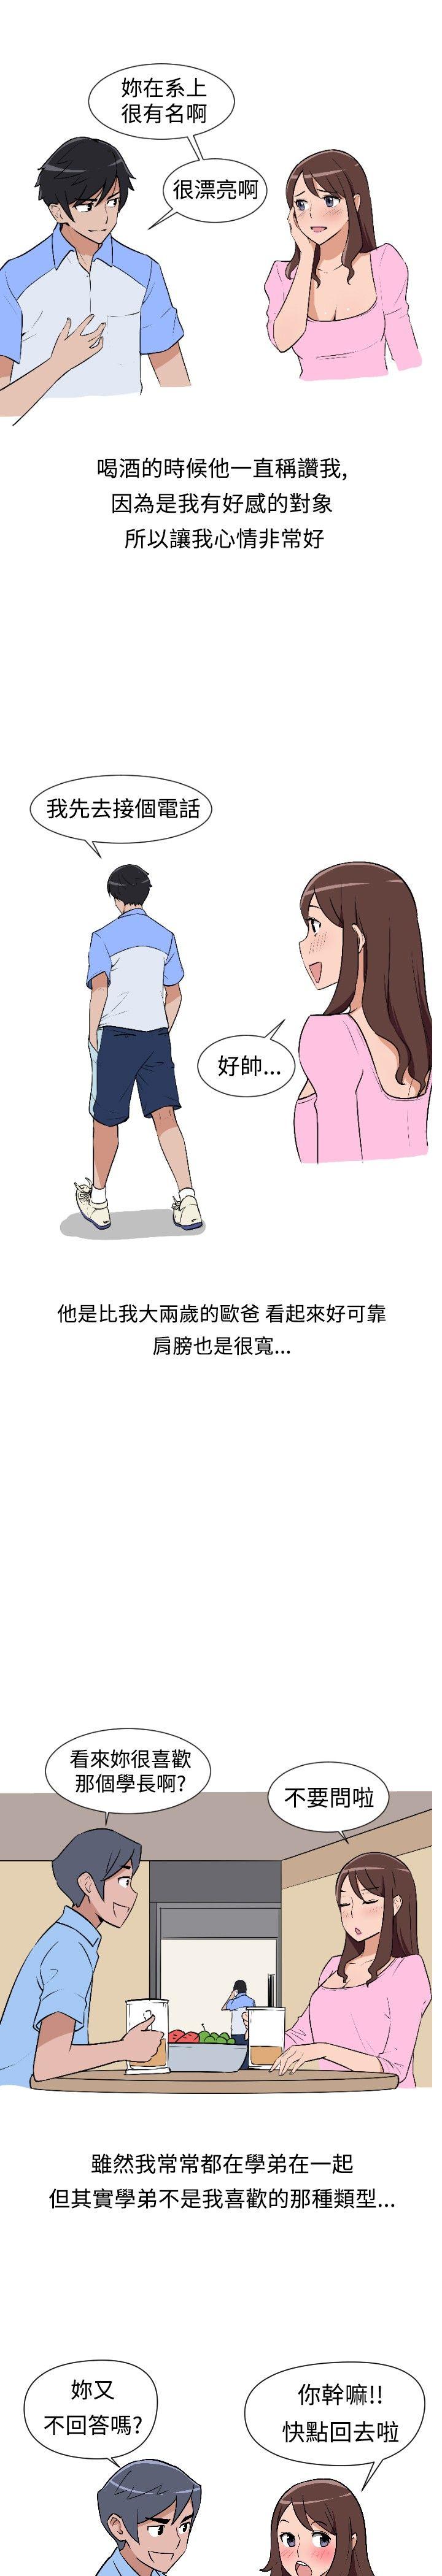 妳在系上
很有名啊
很漂亮啊
喝酒的時候他一直稱讚我,
因為是我有好感的對象
所以讓我心情非常好
我先去接個電話
好帥...
他是比我大兩歲的歐爸 看起來好可靠
肩膀也是很寬...
看來妳很喜歡
那個學長啊?
不要問啦
雖然我常常都在學弟在一起
但其實學弟不是我喜歡的那種類型...
妳又
不回答嗎?
你幹嘛!!
快點回去啦